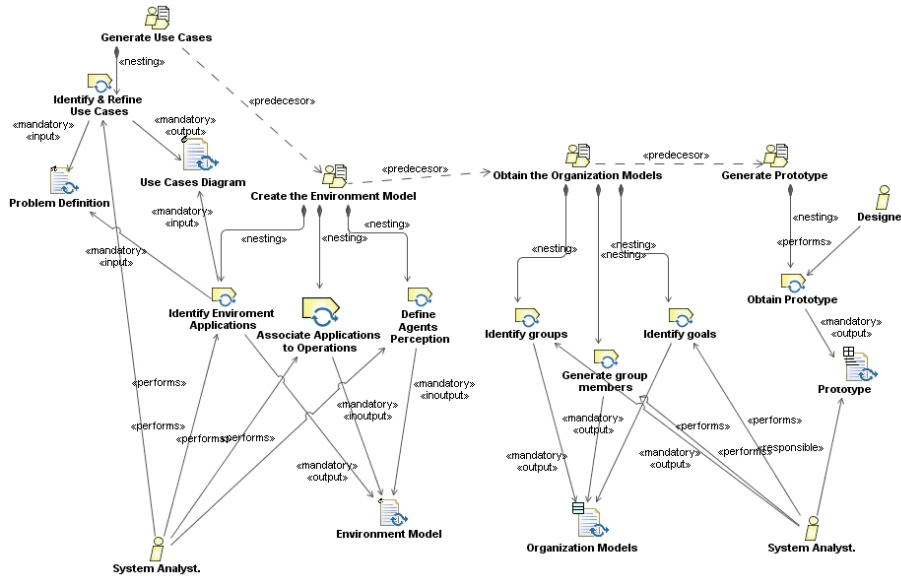 Generate Use Cases
«nesting»
Identify & Refine
Use Cases
«predecesor»
«mandatory»
«input»
«mandatory»
«output»
Problem Definition
Use Cases Diagram
Create the Environment Model
«predecesor»
Obtain the Organization Models
«predecesor»
Generate Prototype
Designe
«mandatory»
«input»
«mandatory»
«input»
«nesting»
«nesting»
«nesting»
«nesting»
«nesting»
«nesting»
«nesting»
«performs»
Identify Enviroment
Applications
Associate Applications
to Operations
Define
Agents
Perception
Identify groups
Generate group
members
Identify goals
Obtain Prototype
«mandatory»
«output»
Prototype
«performs»
«performs»
«performs»
«mandatory»
«inoutput»
«mandatory»
«inoutput»
«mandatory»
«output»
«mandatory»
«output»
«mandatory»
«output»
«mandatory»
«output»
«performs»
«performs»
«performs»
«responsible»
Environment Model
Organization Models
System Analyst.
System Analyst.